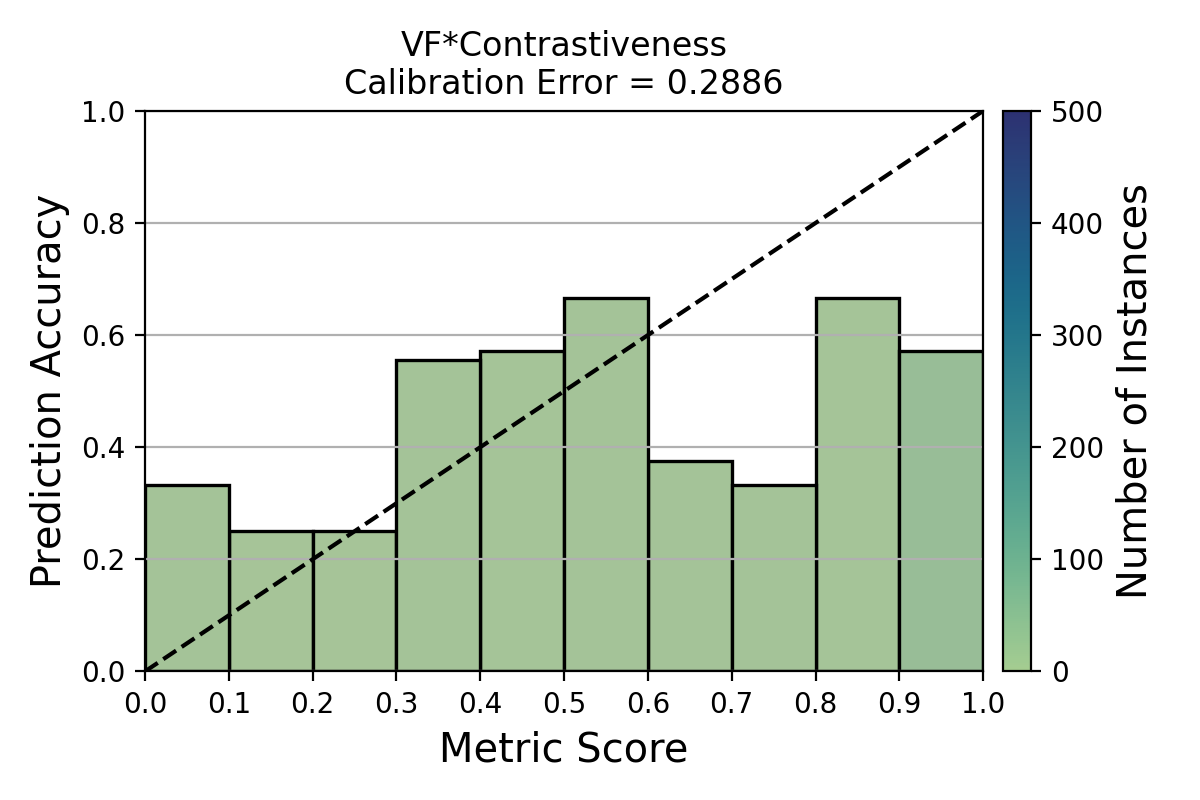 VF*Contrastiveness
Calibration Error = 0.2886
Prediction Accuracy
1.0
0.8
0.6
0.4
0.2
0.0
0.0 0.1 0.2 0.3 0.4 0.5 0.6 0.7 0.8 0.9 1.0
Metric Score
500
400
300
200
100
0
Number of Instances